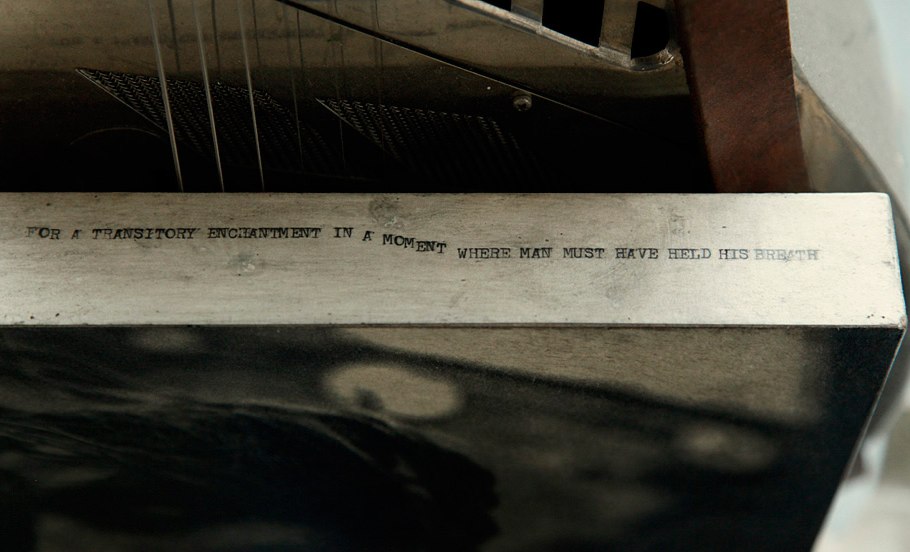 FOR A TRANSITORY ENCHANTMENT IN A MOMENT WHERE MAN MUST HAVE HELD HIS BREATH